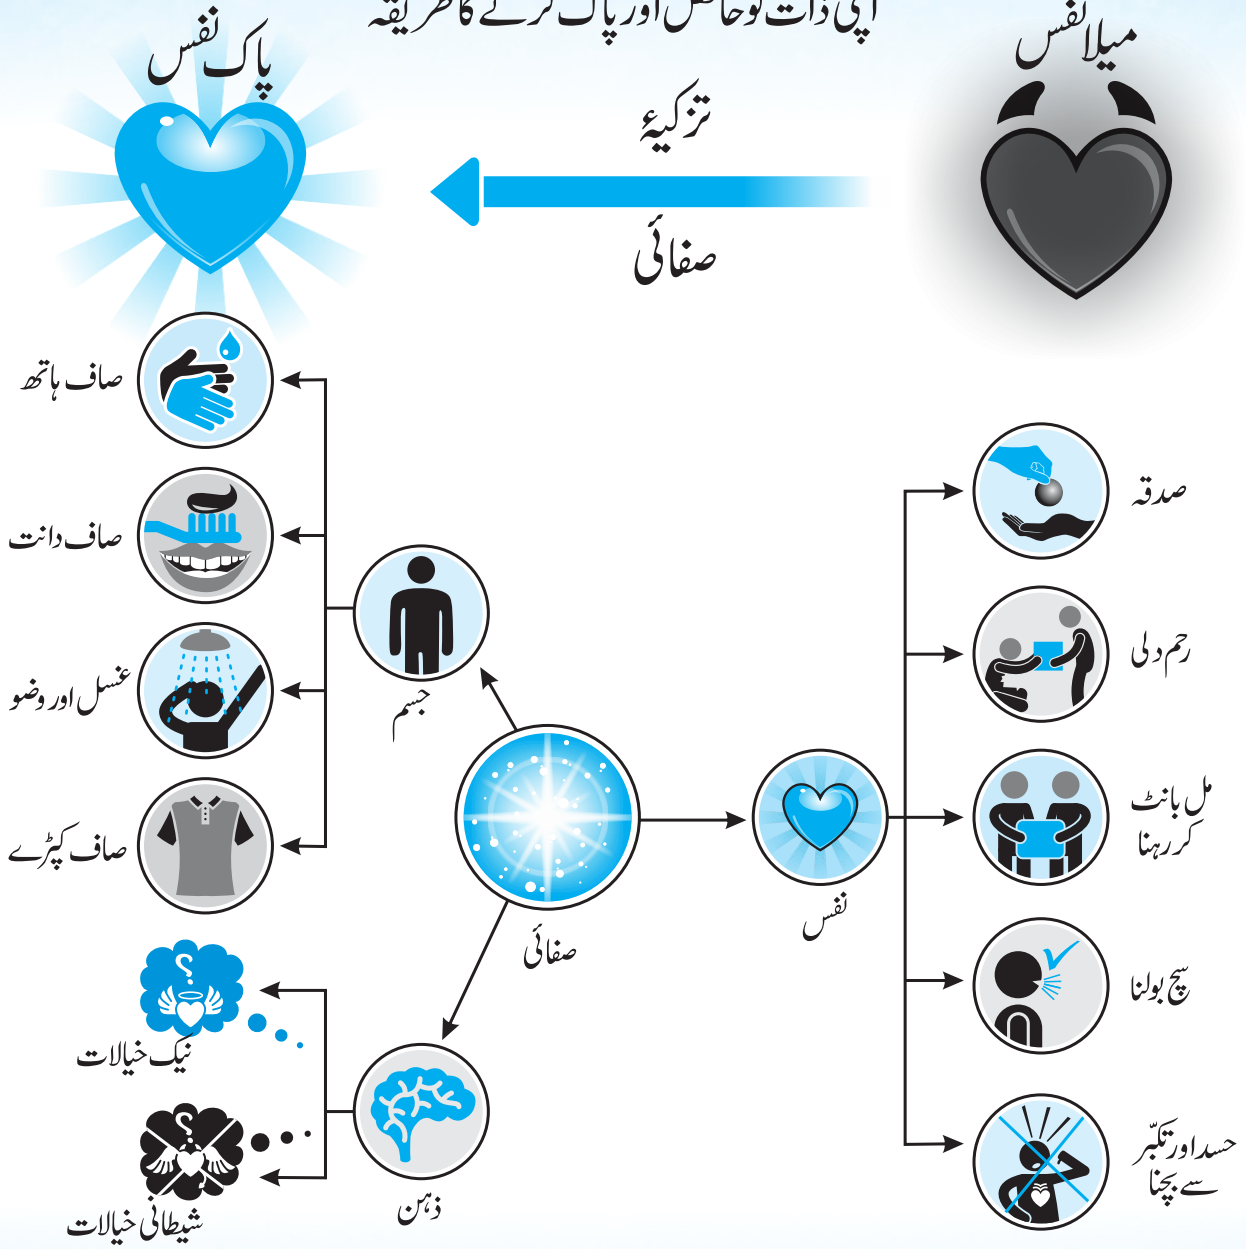 اپنی ذات کو خالص اور پاک کرنے کا طریقہ
میلا نفس
پاک نفس
تزکیۂ
صفائی
صدقہ
رحم دلی
مل بانٹ
کر رہنا
سچ بولنا
حسد اور تکبّر
سے بچنا
نفس
صفائی
جسم
صاف ہاتھ
صاف دانت
غسل اور وضو
صاف کپڑے
ذہن
نیک خیالات
شیطانی خیالات